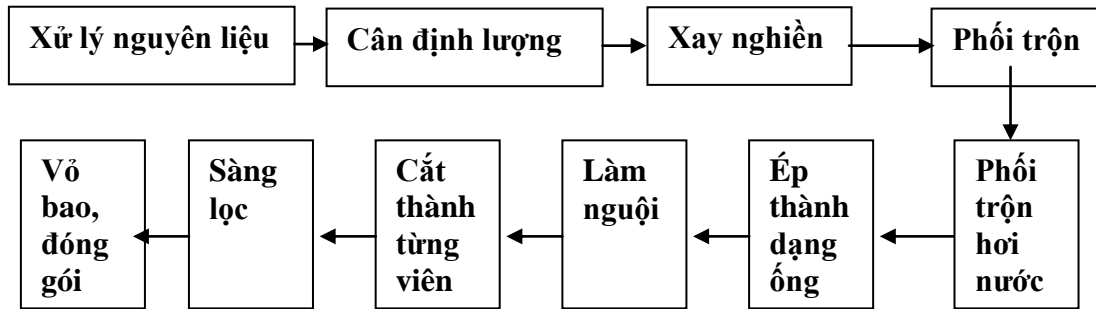 Xử lý nguyên liệu
Cân định lượng
Xay nghiền
Phối trộn
Vỏ
bao,
đóng
gói
Sàng
lọc
Cắt
thành
từng
viên
Làm
nguội
Ép
thành
dạng
ống
Phối
trộn
hơi
nước